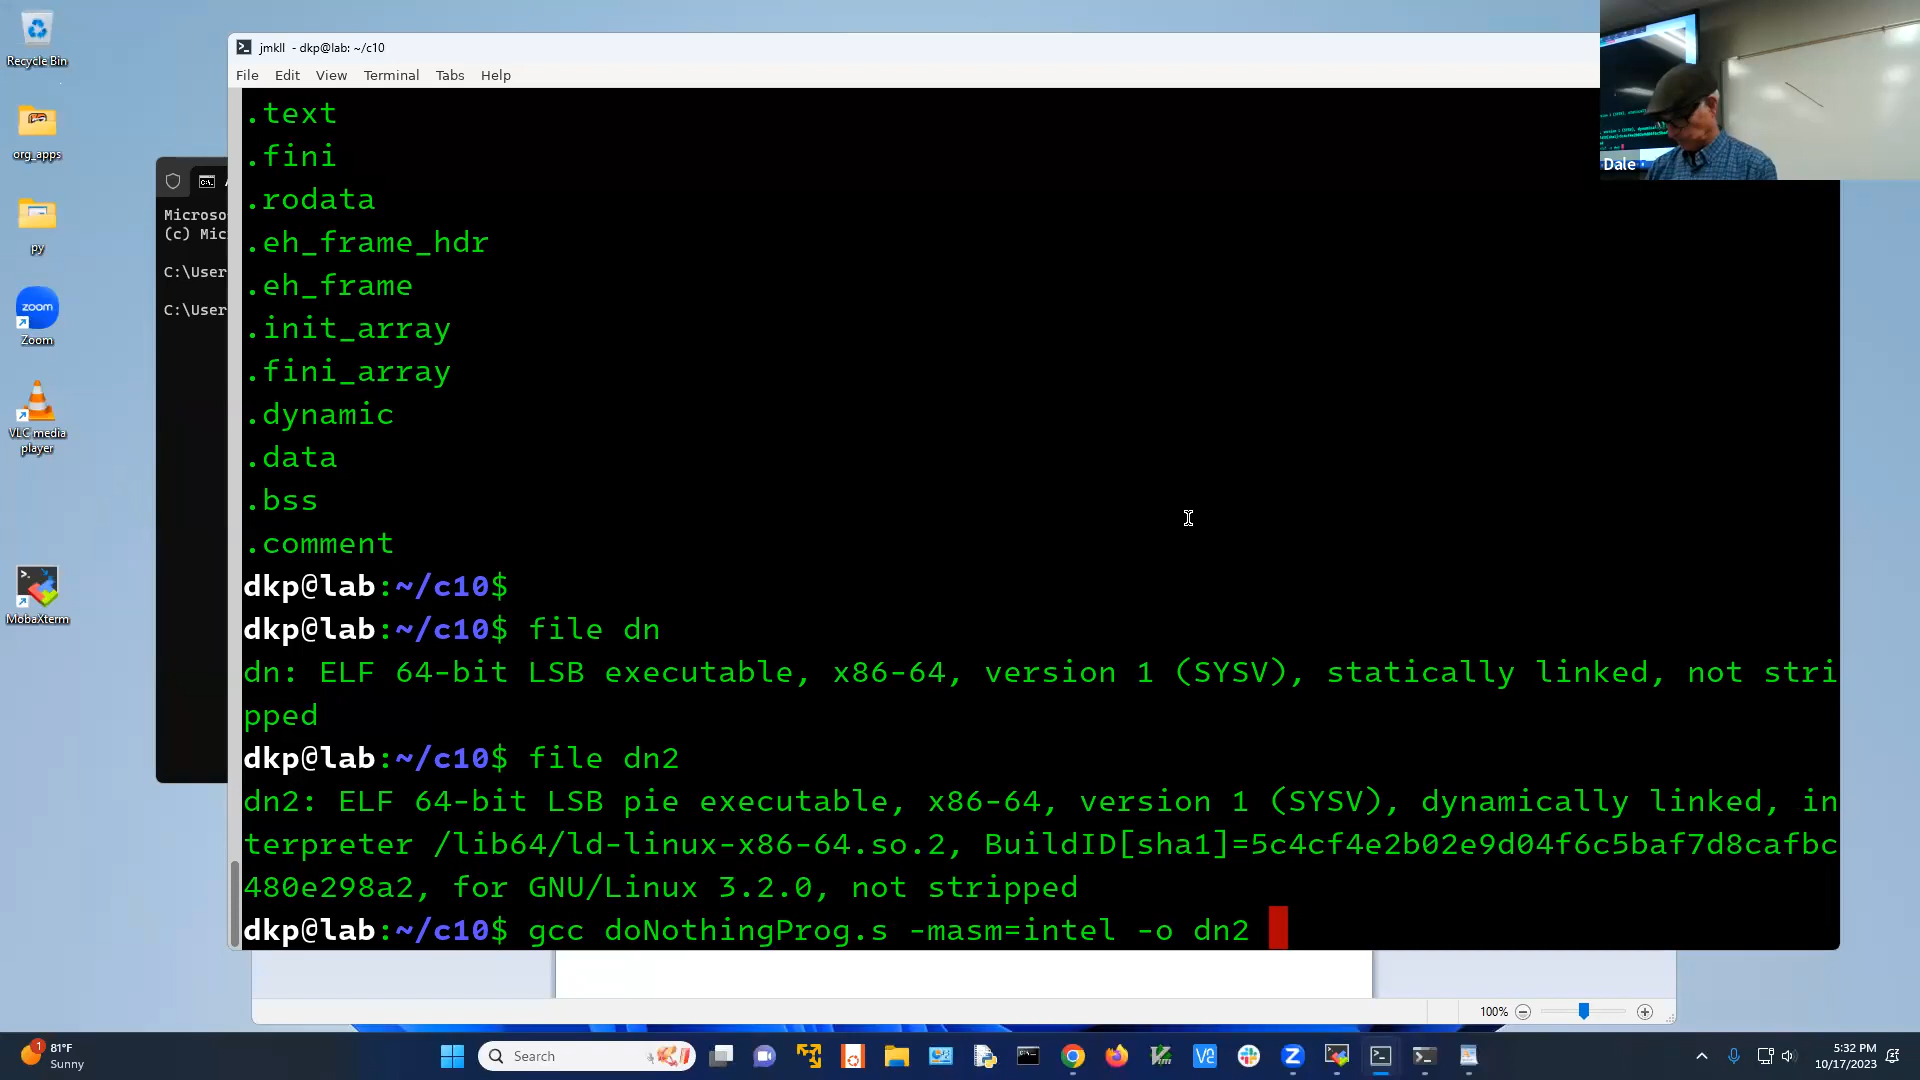 Recycle Bin
org_apps
py
zoom
Zoom
VLC media
player
MobaXterm
Microso
(c) Mic
C:\User
C:\User
jmkll - dkp@lab: ~/c10
File Edit View Terminal Tabs Help
.text
.fini
.rodata
.eh_frame_hdr
.eh_frame
.init_array
.fini_array
.dynamic
.data
.bss
.comment
dkp@lab:~/c10$
dkp@lab:~/c10$ file dn
dn: ELF 64-bit LSB executable, x86-64, version 1 (SYSV), statically linked, not stri
pped
dkp@lab:~/c10$ file dn2
dn2: ELF 64-bit LSB pie executable, x86-64, version 1 (SYSV), dynamically linked, in
terpreter /lib64/ld-linux-x86-64.so.2, BuildID[sha1]=5c4cf4e2b02e9d04f6c5baf7d8cafbc
480e298a2, for GNU/Linux 3.2.0, not stripped
dkp@lab:~/c10$ gcc doNothingProg.s -masm=intel -o dn2
Dale
100%
1
81°F
Sunny
Search
5:32 PM
10/17/2023